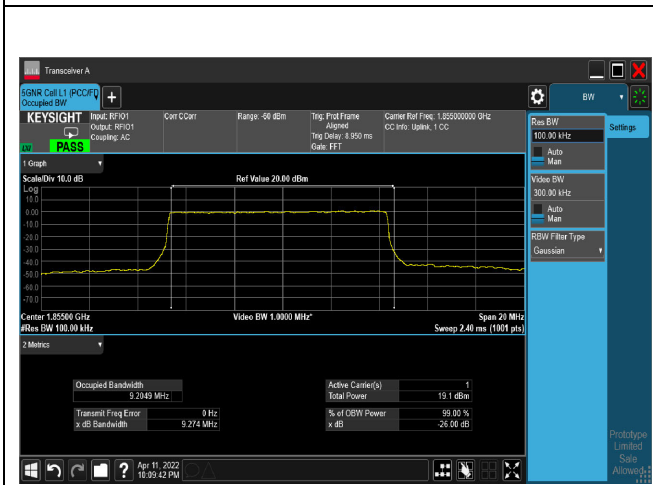 Transceiver A
5GNR Cell L1 (PCC/FD
Occupied BW
BW
KEYSIGHT
PASS
Input: RFIO1
Output: RFIO1
Coupling: AC
Corr CCorr
Range: -60 dBm
Trig: Prot Frame
Aligned
Trig Delay: 8.950 ms
Gate: FFT
Carrier Ref Freq: 1.855000000 GHz
CC Info: Uplink, 1 CC
Res BW
100.00 kHz
Auto
Man
Settings
Video BW
300.00 kHz
Auto
Man
RBW Filter Type
Gaussian
1 Graph
Scale/Div 10.0 dB
Ref Value 20.00 dBm
Log
10.0
0.00
-10.0
-20.0
-30.0
-40.0
-50.0
-60.0
-70.0
Center 1.85500 GHz
Video BW 1.0000 MHz*
Span 20 MHz
#Res BW 100.00 kHz
Sweep 2.40 ms (1001 pts)
2 Metrics
Occupied Bandwidth
9.2049 MHz
Active Carrier(s) 1
Total Power 19.1 dBm
Transmit Freq Error 0 Hz
x dB Bandwidth 9.274 MHz
% of OBW Power 99.00 %
x dB -26.00 dB
Prototype
Limited
Sale
Allowed
?
Apr 11, 2022
10:09:42 PM